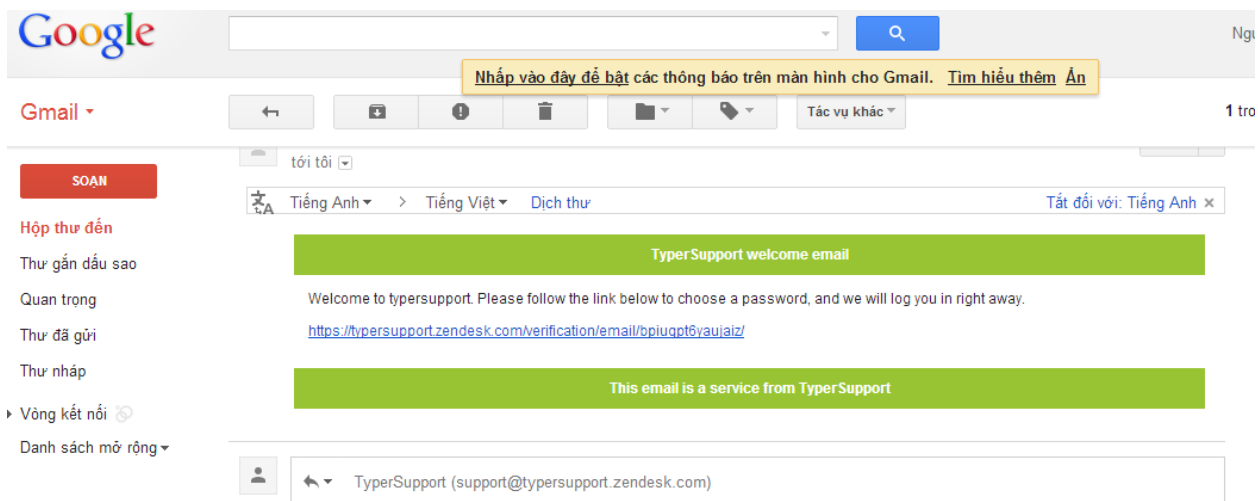 Google
Nhấp vào đây để bật các thông báo trên màn hình cho Gmail. Tìm hiểu thêm Ẩn
Gmail
Tác vụ khác
1
tới tôi
SOẠN
Tiếng Anh > Tiếng Việt Dịch thư Tắt đối với: Tiếng Anh ×
Hộp thư đến
TyperSupport welcome email
Thư gắn dấu sao
Quan trọng
Welcome to typersupport. Please follow the link below to choose a password, and we will log you in right away.
Thư đã gửi
https://typersupport.zendesk.com/verification/email/bpiuqpt6yaujaiz/
Thư nháp
This email is a service from TyperSupport
Vòng kết nối
Danh sách mở rộng
TyperSupport (support@typersupport.zendesk.com)